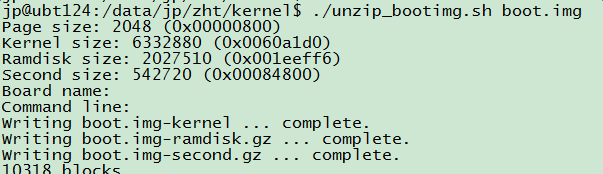 jp@ubt124:/data/jp/zht/kernel$ ./unzip_bootimg.sh boot.img
Page size: 2048 (0x00000800)
Kernel size: 6332880 (0x0060a1d0)
Ramdisk size: 2027510 (0x001eeff6)
Second size: 542720 (0x00084800)
Board name:
Command line:
Writing boot.img-kernel ... complete.
Writing boot.img-ramdisk.gz ... complete.
Writing boot.img-second.gz ... complete.
10318 blocks